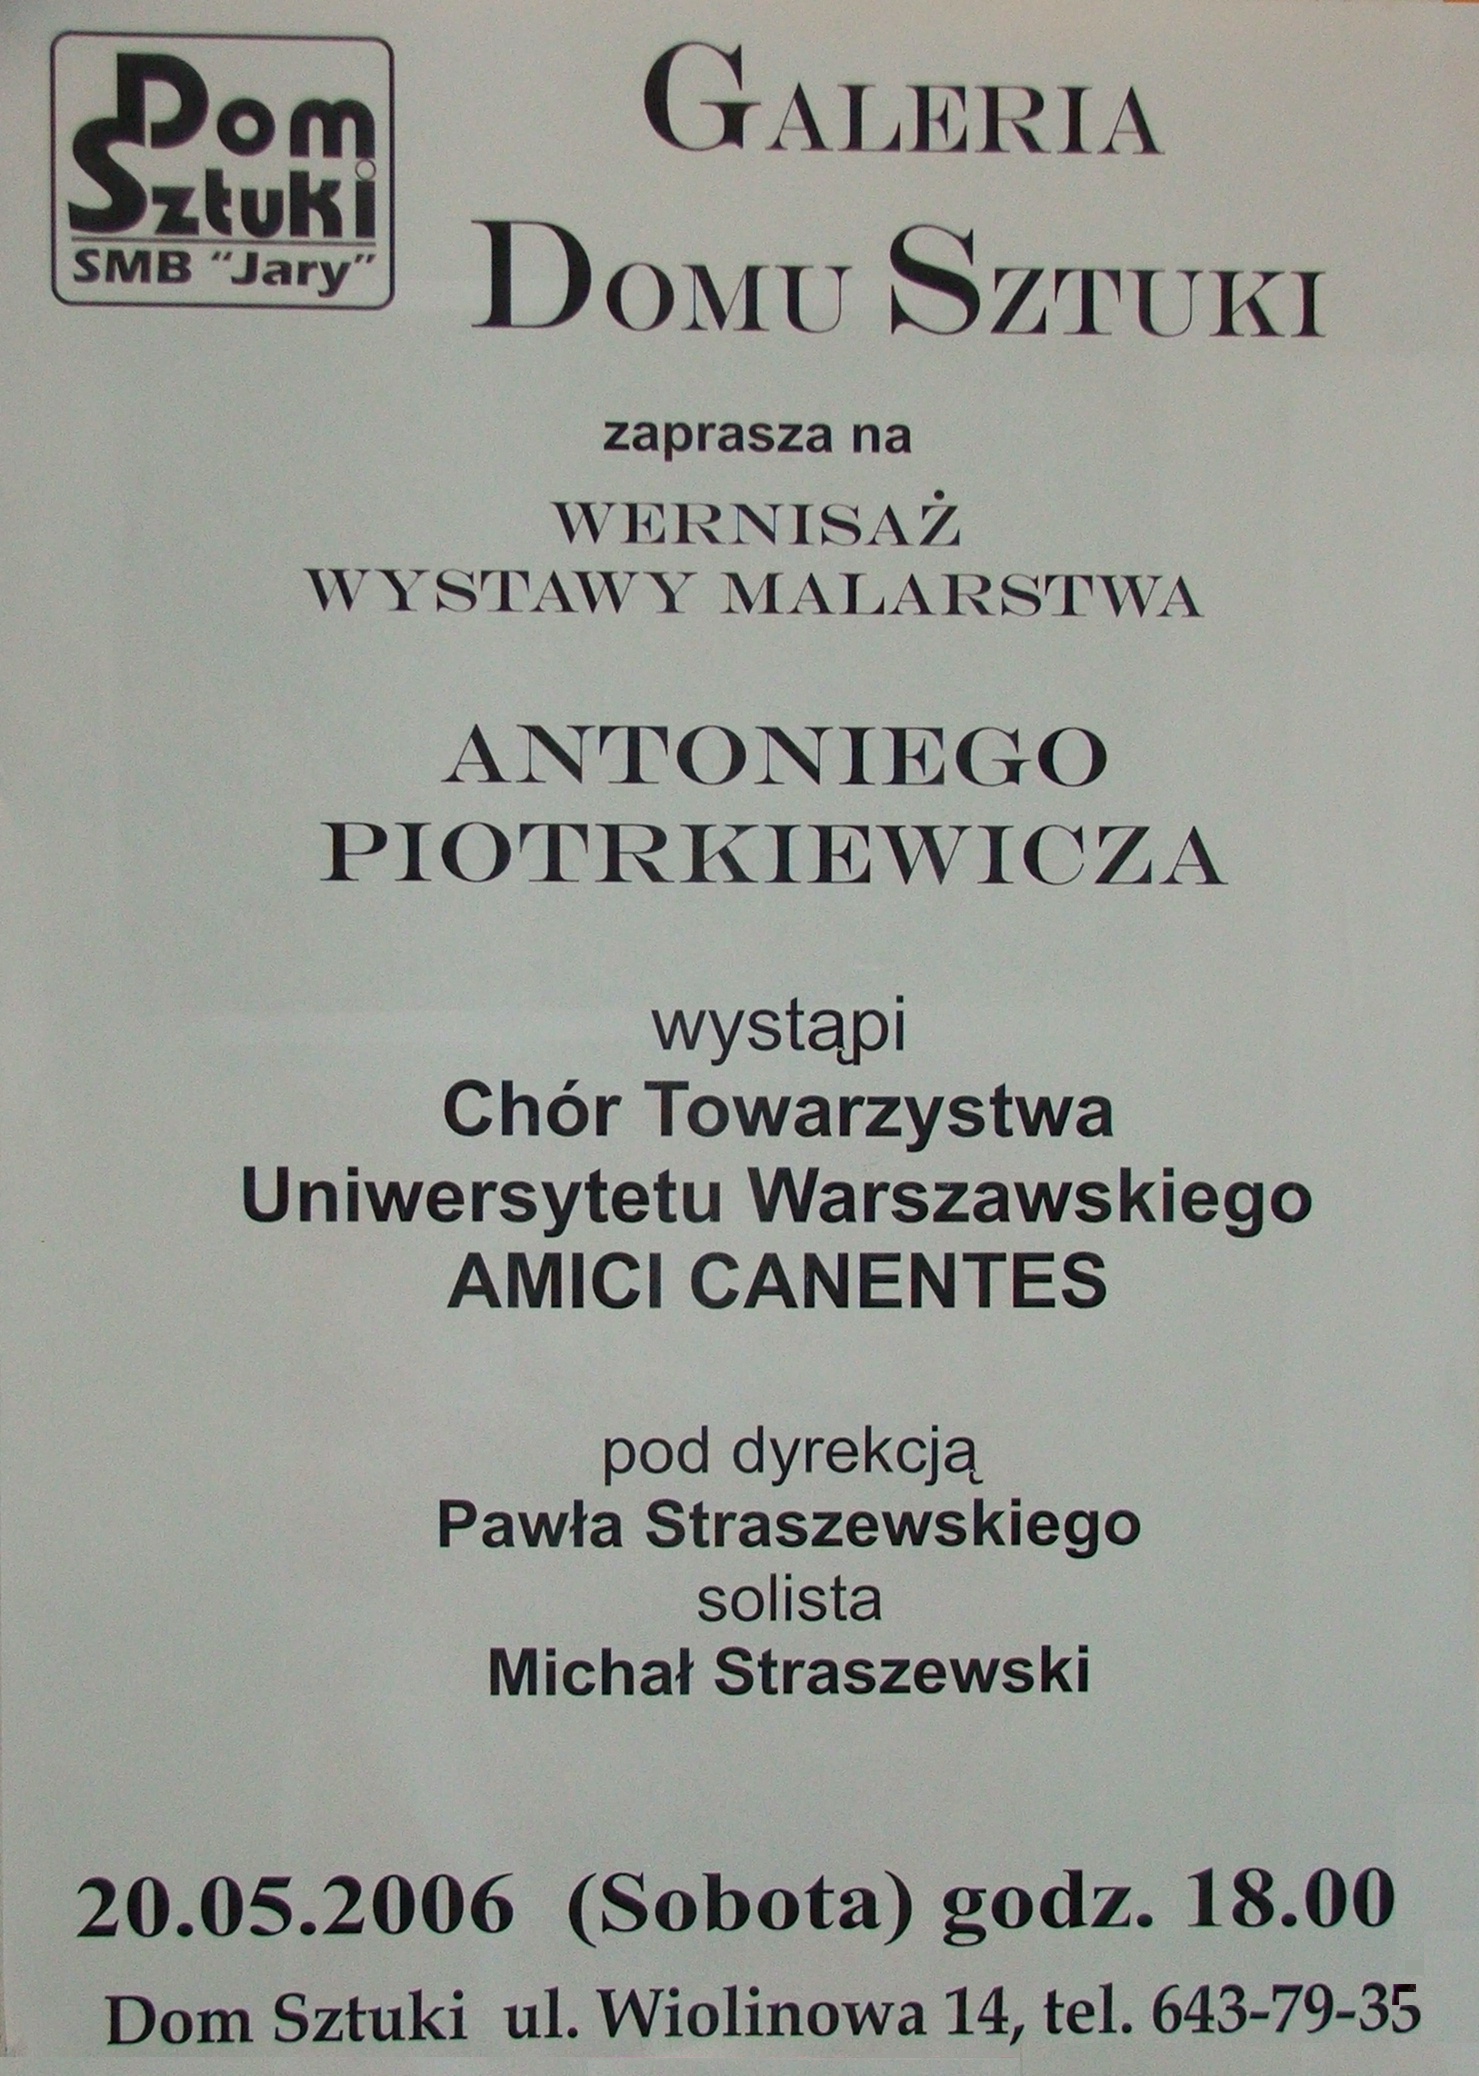 Dom
Sztuki
SMB "Jary"
GALERIA
DOMU SZTUKI
zaprasza na
WERNISAŻ
WYSTAWY MALARSTWA
ANTONIEGO
PIOTRKIEWICZA
wystąpi
Chór Towarzystwa
Uniwersytetu Warszawskiego
AMICI CANENTES
pod dyrekcją
Pawła Straszewskiego
solista
Michał Straszewski
20.05.2006 (Sobota) godz. 18.00
Dom Sztuki ul. Wiolinowa 14, tel. 643-79-35